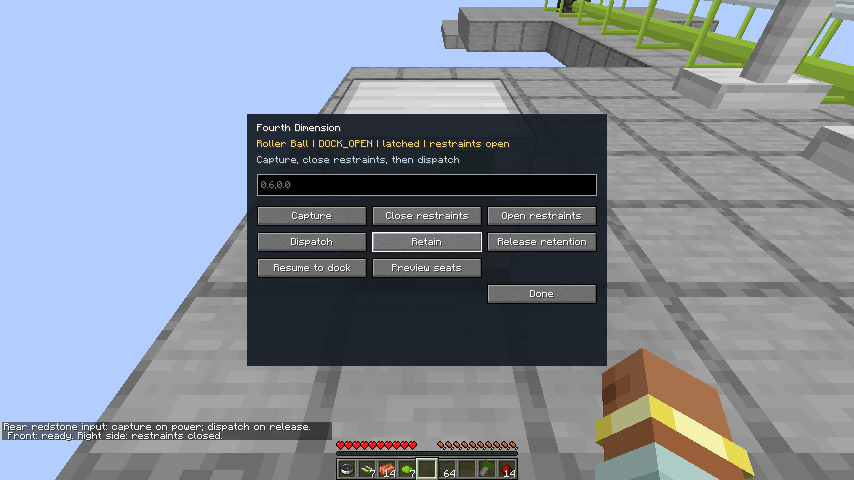 Fourth Dimension
Roller Ball | DOCK_OPEN | latched | restraints open
Capture, close restraints, then dispatch
0.6,0.0
Capture
Close restraints
Open restraints
Dispatch
Retain
Release retention
Resume to dock
Preview seats
Done
Rear redstone input: capture on power; dispatch on release.
Front: ready. Right side: restraints closed.
7
14
7
64
14